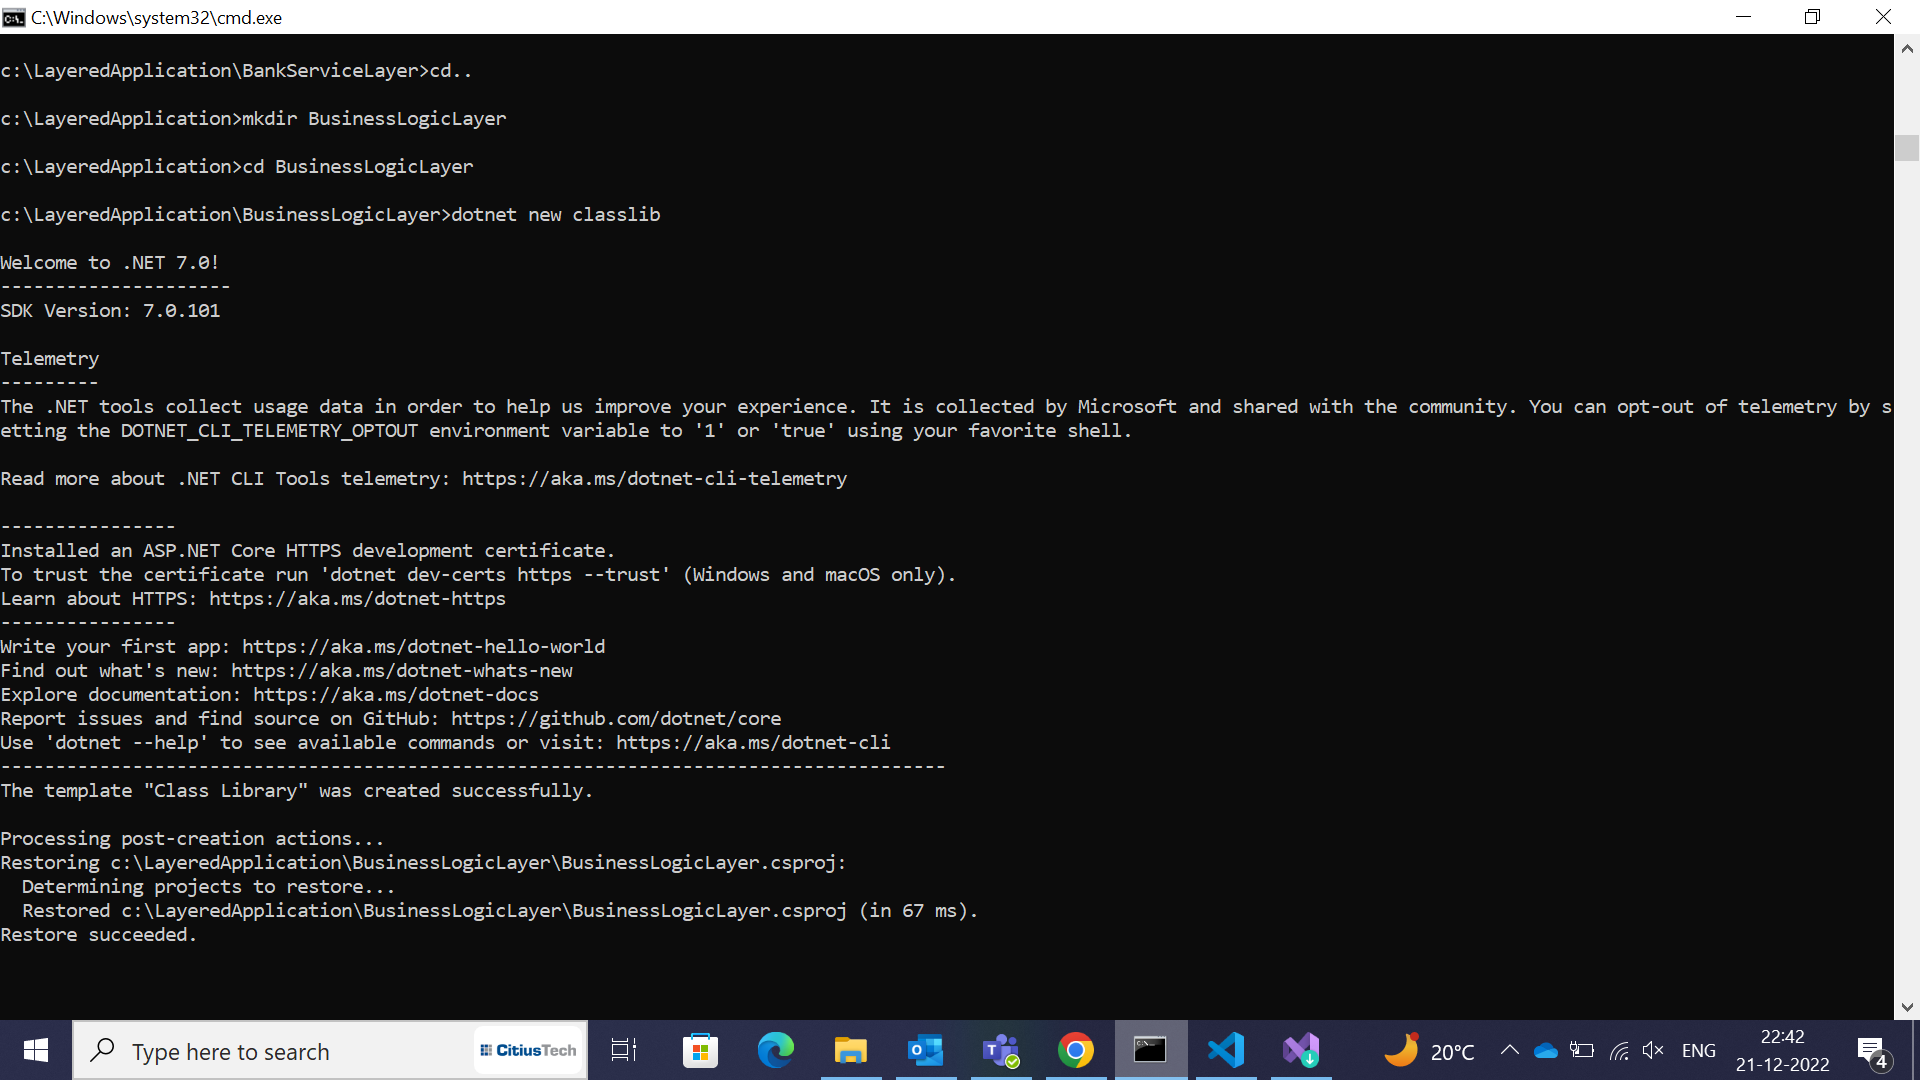 C:\Windows\system32\cmd.exe
c:\LayeredApplication\BankServiceLayer>cd..
c:\LayeredApplication>mkdir BusinessLogicLayer
c:\LayeredApplication>cd BusinessLogicLayer
c:\LayeredApplication\BusinessLogicLayer>dotnet new classlib
Welcome to .NET 7.0!
---------------------
SDK Version: 7.0.101
Telemetry
---------
The .NET tools collect usage data in order to help us improve your experience. It is collected by Microsoft and shared with the community. You can opt-out of telemetry by s
etting the DOTNET_CLI_TELEMETRY_OPTOUT environment variable to '1' or 'true' using your favorite shell.
Read more about .NET CLI Tools telemetry: https://aka.ms/dotnet-cli-telemetry
----------------
Installed an ASP.NET Core HTTPS development certificate.
To trust the certificate run 'dotnet dev-certs https --trust' (Windows and macOS only).
Learn about HTTPS: https://aka.ms/dotnet-https
----------------
Write your first app: https://aka.ms/dotnet-hello-world
Find out what's new: https://aka.ms/dotnet-whats-new
Explore documentation: https://aka.ms/dotnet-docs
Report issues and find source on GitHub: https://github.com/dotnet/core
Use 'dotnet --help' to see available commands or visit: https://aka.ms/dotnet-cli
--------------------------------------------------------------------------------------
The template "Class Library" was created successfully.
Processing post-creation actions...
Restoring c:\LayeredApplication\BusinessLogicLayer\BusinessLogicLayer.csproj:
  Determining projects to restore...
  Restored c:\LayeredApplication\BusinessLogicLayer\BusinessLogicLayer.csproj (in 67 ms).
Restore succeeded.
Type here to search
CitiusTech
20°C
ENG
22:42
21-12-2022
4